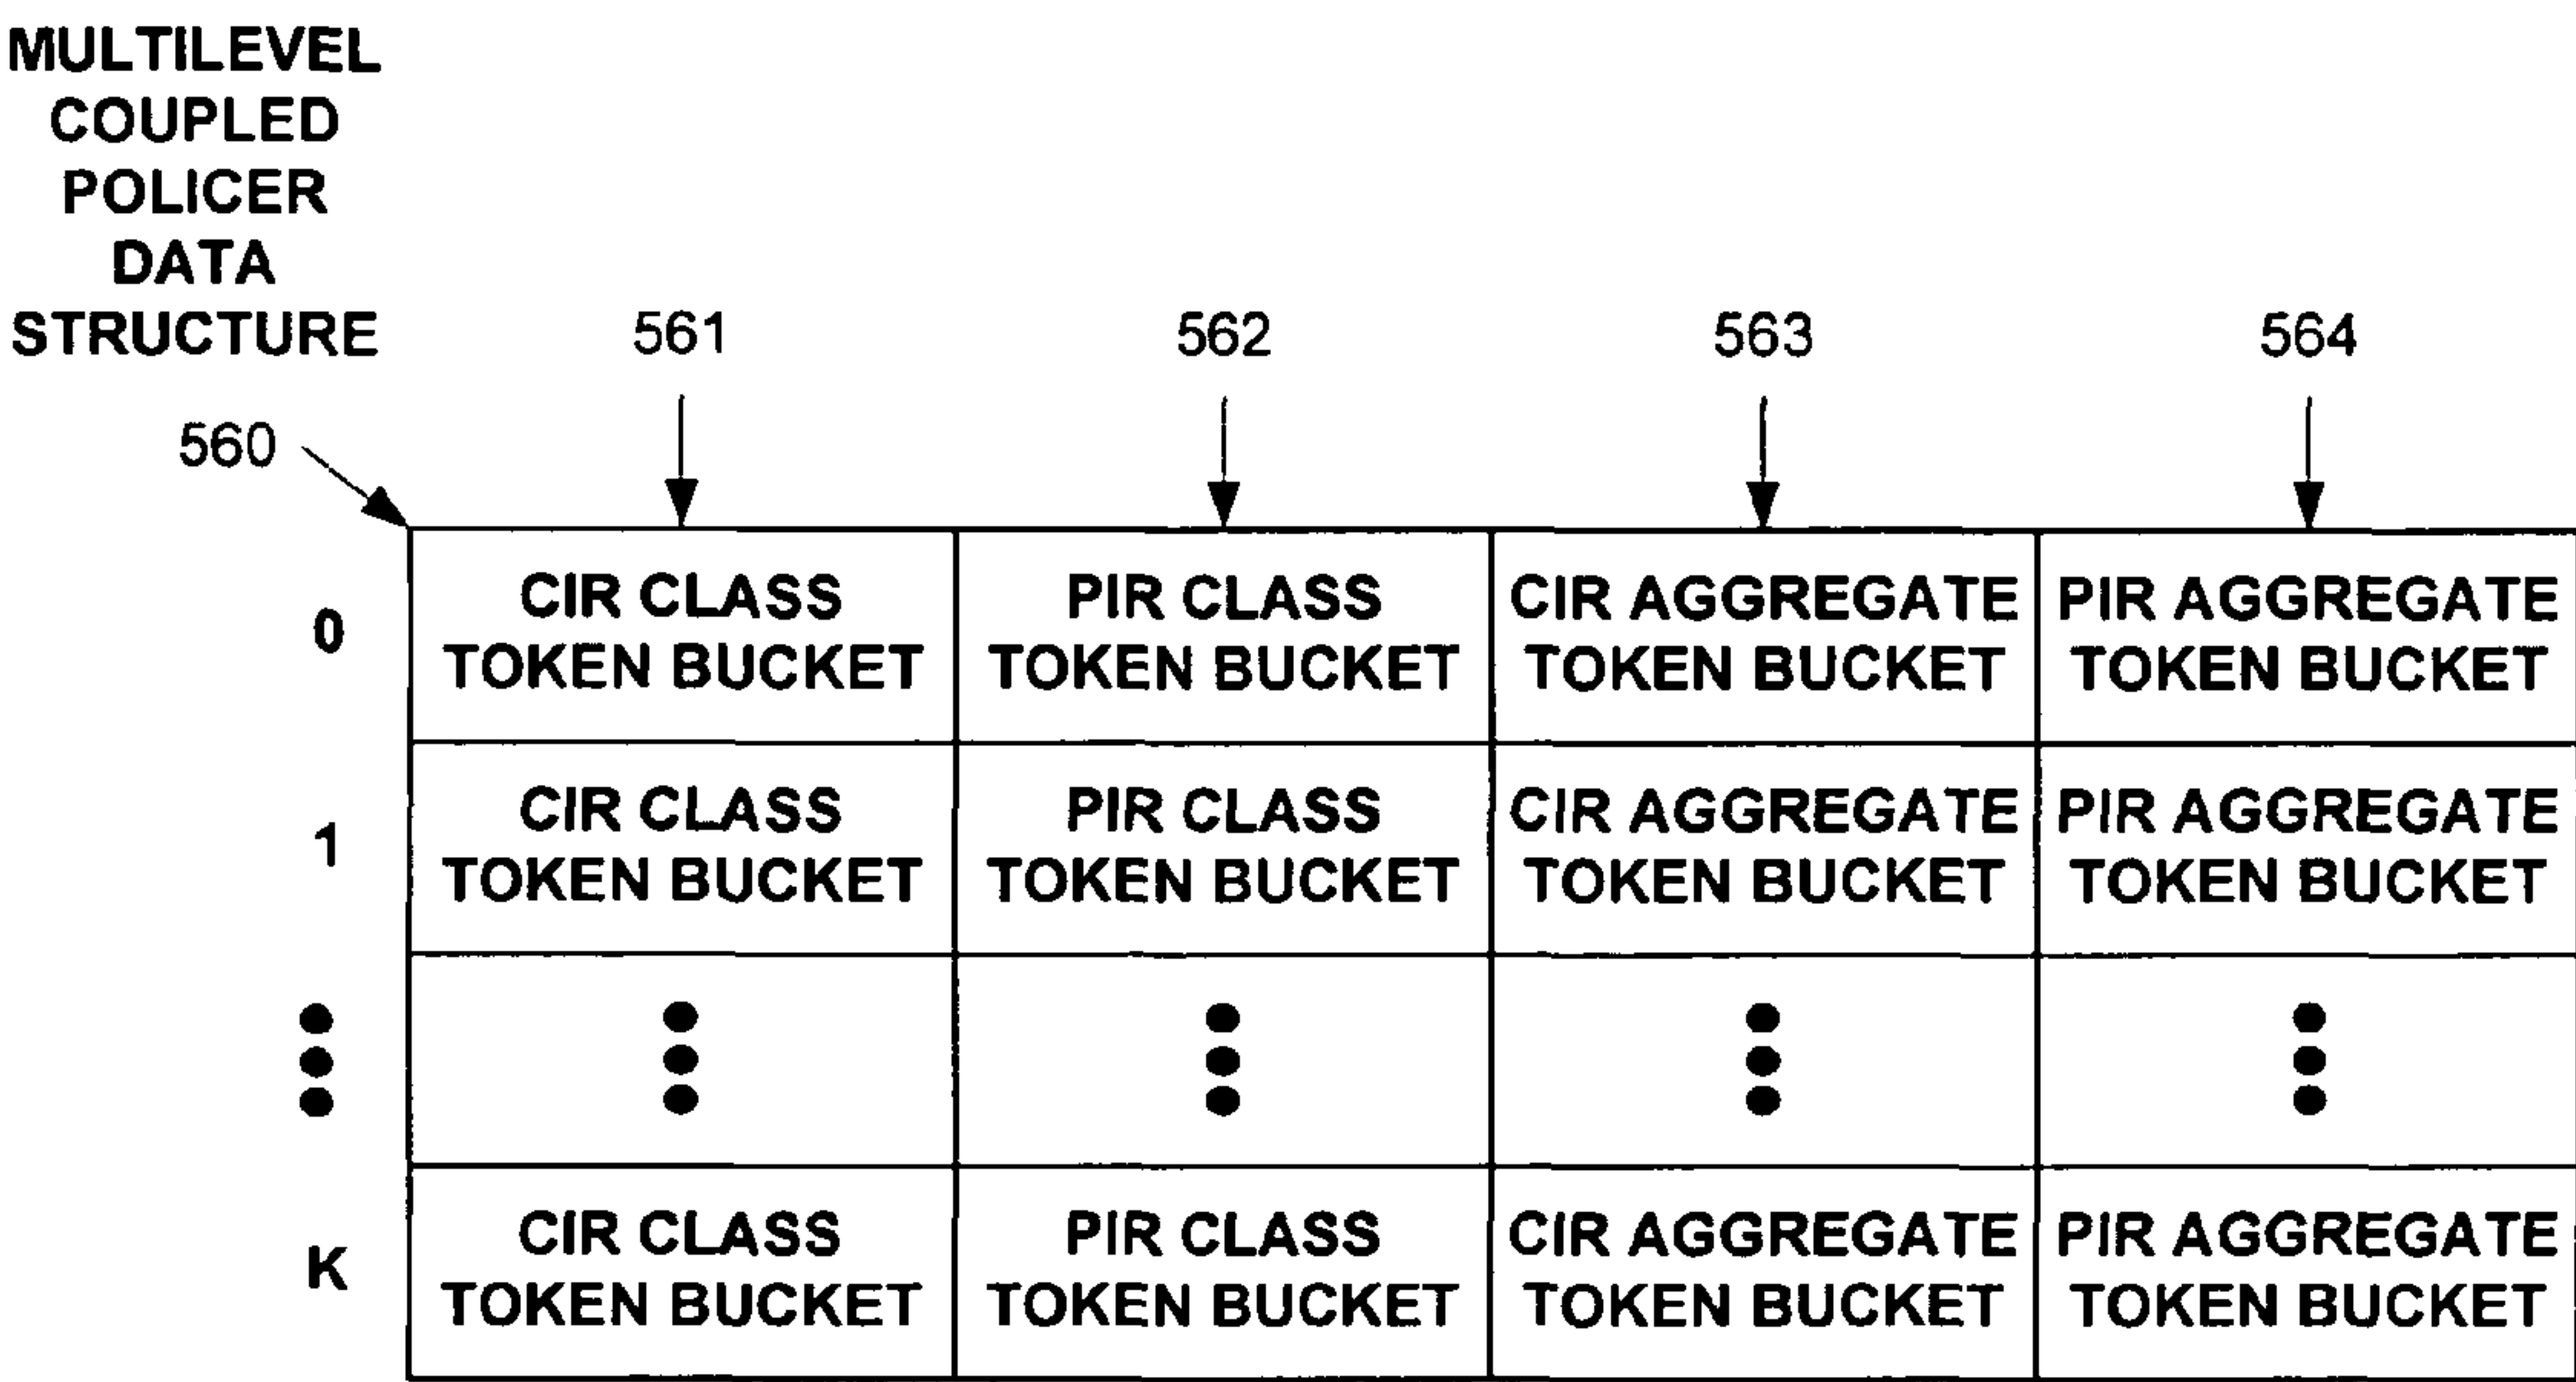 MULTILEVEL
COUPLED
POLICER
DATA
STRUCTURE
561 562 563 564
560
0 CIR CLASS TOKEN BUCKET PIR CLASS TOKEN BUCKET CIR AGGREGATE TOKEN BUCKET PIR AGGREGATE TOKEN BUCKET
1 CIR CLASS TOKEN BUCKET PIR CLASS TOKEN BUCKET CIR AGGREGATE TOKEN BUCKET PIR AGGREGATE TOKEN BUCKET
K CIR CLASS TOKEN BUCKET PIR CLASS TOKEN BUCKET CIR AGGREGATE TOKEN BUCKET PIR AGGREGATE TOKEN BUCKET